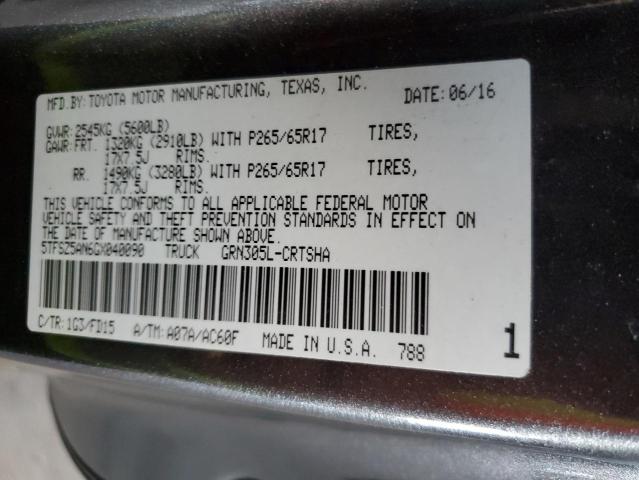 MFD.BY:TOYOTA MOTOR MANUFACTURING, TEXAS, INC. DATE:06/16
GVWR:2545KG (5600LB)
GAWR:FRT. 1320KG (2910LB) WITH P265/65R17 TIRES,
17X7.5J RIMS.
RR. 1490KG (3280LB) WITH P265/65R17 TIRES,
17X7.5J RIMS.
THIS VEHICLE CONFORMS TO ALL APPLICABLE FEDERAL MOTOR
VEHICLE SAFETY AND THEFT PREVENTION STANDARDS IN EFFECT ON
THE DATE OF MANUFACTURE SHOWN ABOVE.
5TFSZ5AN6GX040090 TRUCK GRN305L-CRTSHA
C/TR:1G3/FD15 A/TM:A07A/AC60F MADE IN U.S.A. 788 1